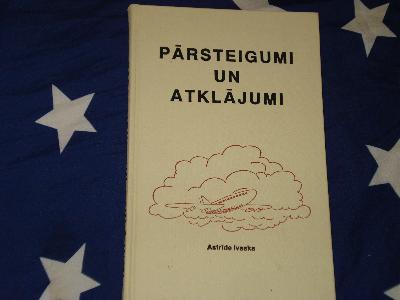 PĀRSTEIGUMI
UN
ATKLĀJUMI
Astrīde Ivaska